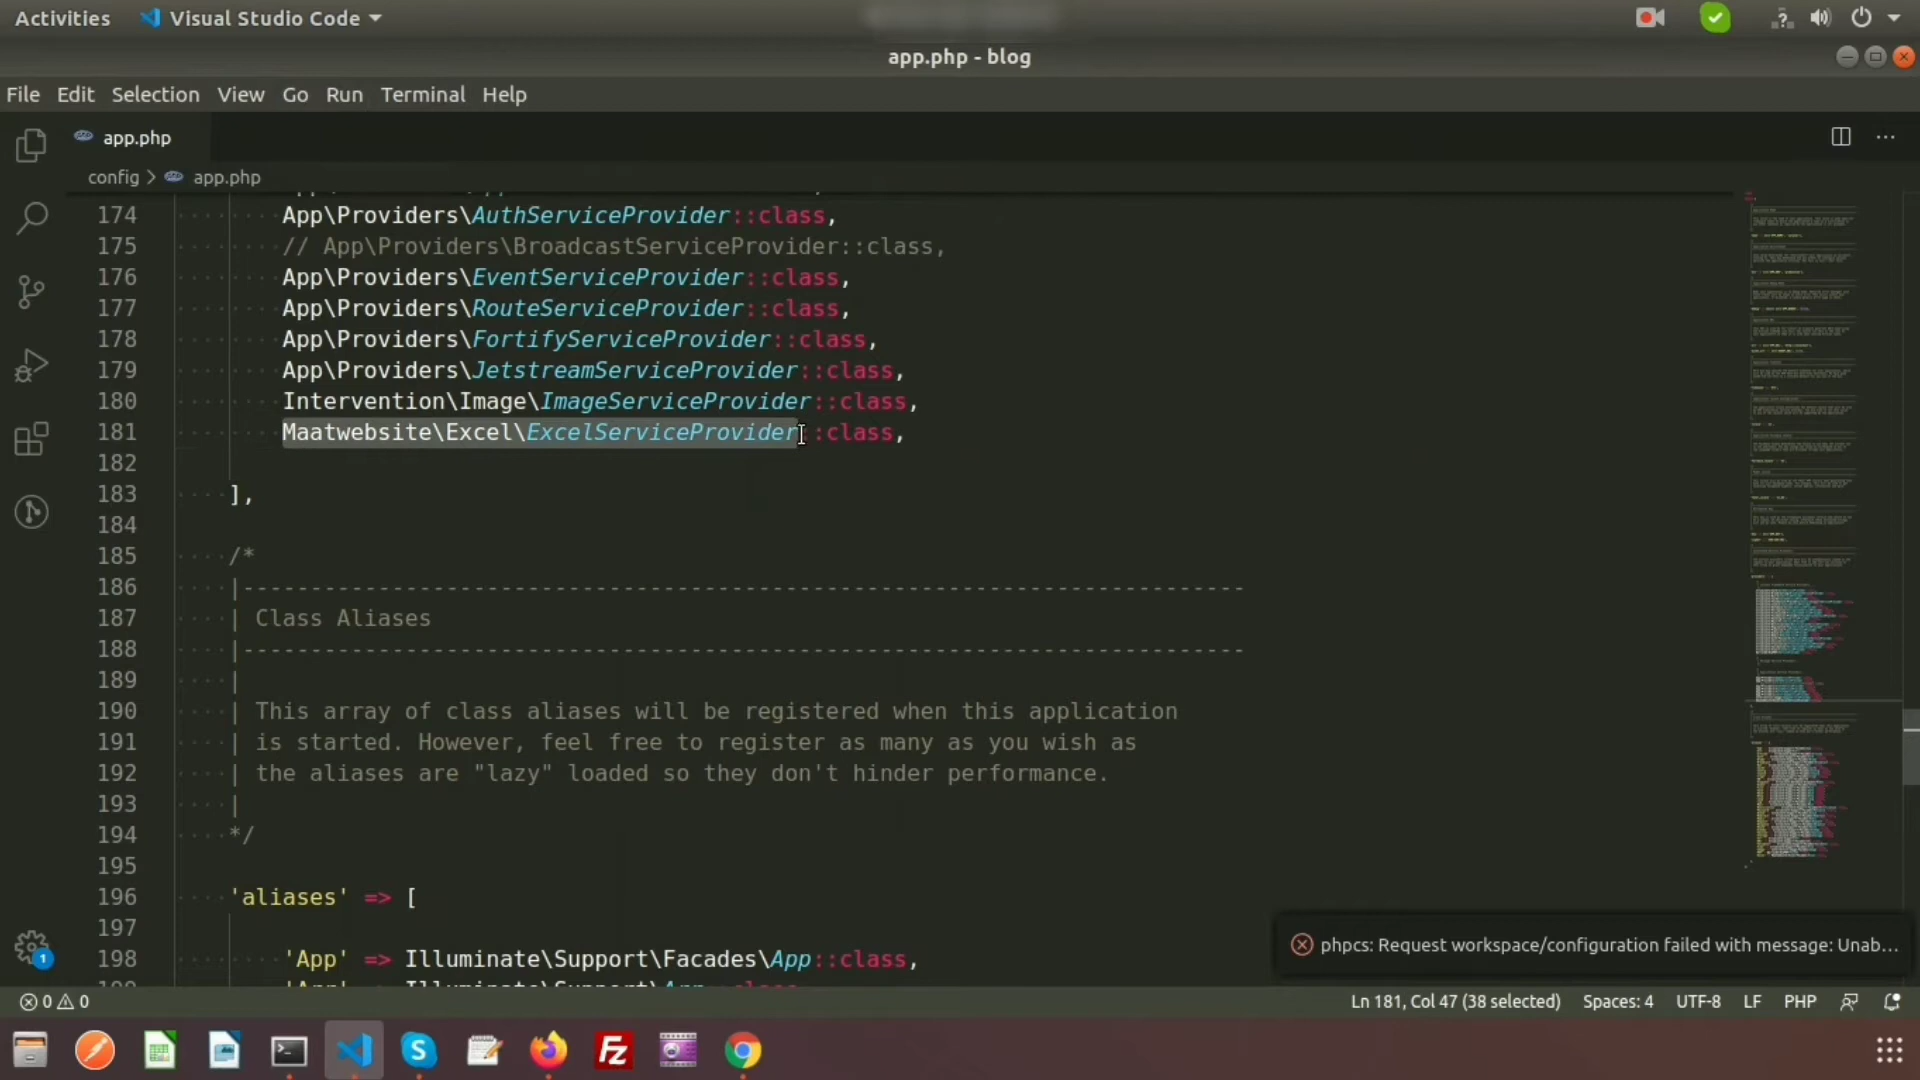 Activities Visual Studio Code
app.php - blog
File Edit Selection View Go Run Terminal Help
app.php
config > app.php
174 App\Providers\AuthServiceProvider::class,
175 // App\Providers\BroadcastServiceProvider::class,
176 App\Providers\EventServiceProvider::class,
177 App\Providers\RouteServiceProvider::class,
178 App\Providers\FortifyServiceProvider::class,
179 App\Providers\JetstreamServiceProvider::class,
180 Intervention\Image\ImageServiceProvider::class,
181 Maatwebsite\Excel\ExcelServiceProvider::class,
182
183 ],
184
185 /*
186 |--------------------------------------------------------------------------
187 | Class Aliases
188 |--------------------------------------------------------------------------
189 |
190 | This array of class aliases will be registered when this application
191 | is started. However, feel free to register as many as you wish as
192 | the aliases are "lazy" loaded so they don't hinder performance.
193 |
194 */
195
196 'aliases' => [
197
198 'App' => Illuminate\Support\Facades\App::class,
phpcs: Request workspace/configuration failed with message: Unab...
1
0 0 Ln 181, Col 47 (38 selected) Spaces: 4 UTF-8 LF PHP